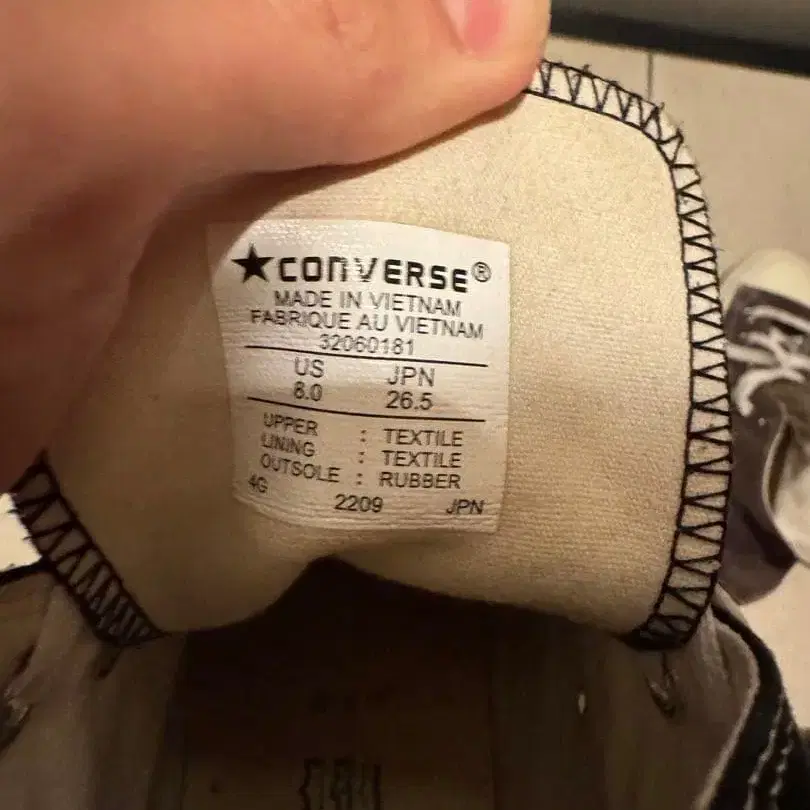 ★CONVERSE®
MADE IN VIETNAM
FABRIQUE AU VIETNAM
32060181
US JPN
8.0 26.5
UPPER : TEXTILE
LINING : TEXTILE
OUTSOLE : RUBBER
4G 2209 JPN